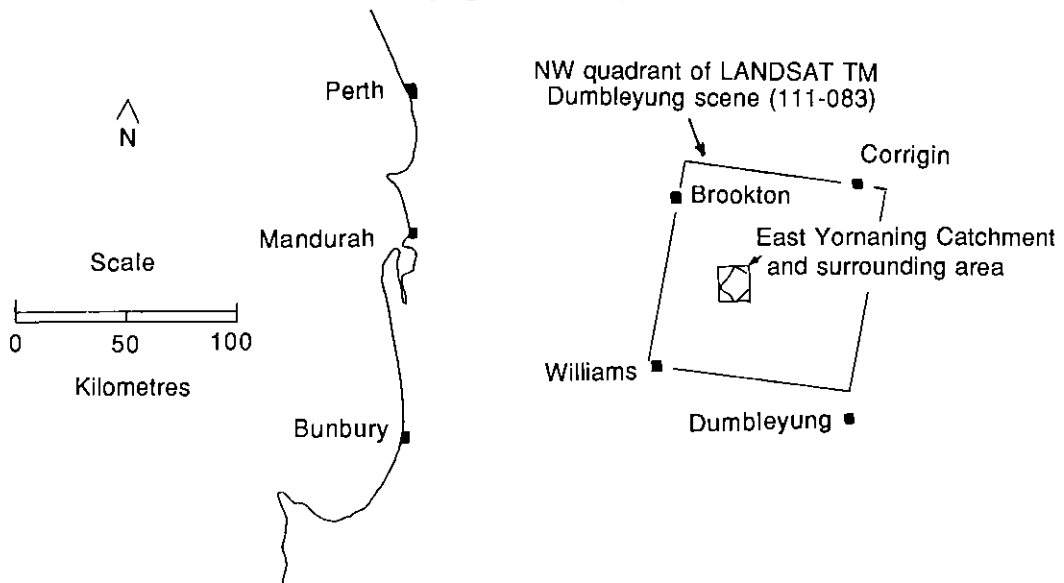 NW quadrant of LANDSAT TM
Dumbleyung scene (111-083)
Perth
N
Corrigin
Brookton
Mandurah
East Yornaning Catchment
and surrounding area
Scale
0 50 100
Kilometres
Williams
Dumbleyung
Bunbury